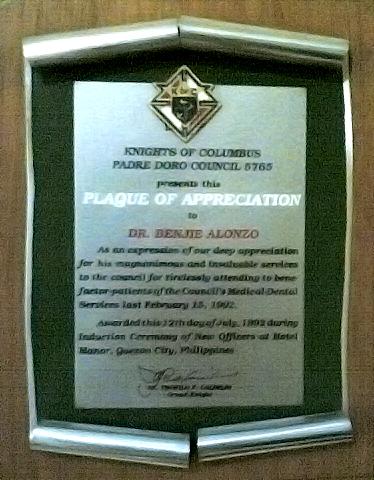 KNIGHTS OF COLUMBUS
PADRE DORO COUNCIL 5765
presents this
PLAQUE OF APPRECIATION
to
DR. BENJIE ALONZO
As an expression of our deep appreciation
for his magnanimous and invaluable services
to the council for tirelessly attending to bene-
factor-patients of the Council's Medical-Dental
Services last February 15, 1992.
Awarded this 12th day of July, 1992 during
Induction Ceremony of New Officers at Hotel
Manor, Quezon City, Philippines
Grand Knight